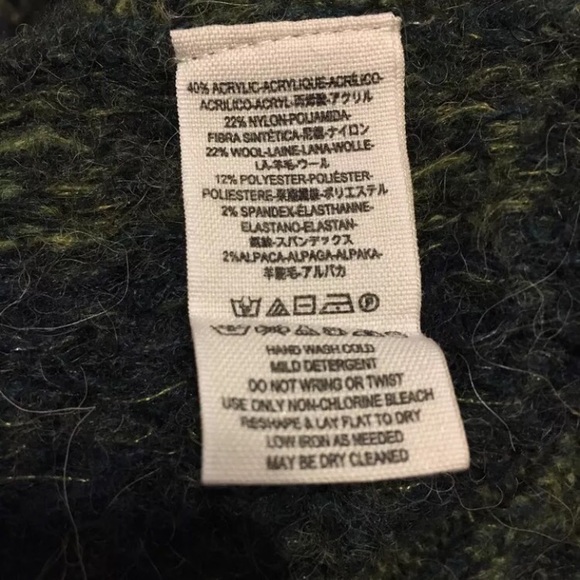 40% ACRYLIC-ACRYLIQUE-ACRÉLICO-
ACRILICO-ACRYL-丙烯酸-アクリル
22% NYLON-POLIAMIDA-
FIBRA SINTÉTICA-尼龍-ナイロン
22% WOOL-LAINE-LANA-WOLLE-
LA-羊毛-ウール
12% POLYESTER-POLIÉSTER-
POLIESTERE-聚酯纖維-ポリエステル
2% SPANDEX-ÉLASTHANNE-
ELASTANO-ELASTAN-
氨綸-スパンデックス
2%ALPACA-ALPAGA-ALPAKA-
羊駝毛-アルパカ
HAND WASH COLD
MILD DETERGENT
DO NOT WRING OR TWIST
USE ONLY NON-CHLORINE BLEACH
RESHAPE & LAY FLAT TO DRY
LOW IRON AS NEEDED
MAY BE DRY CLEANED